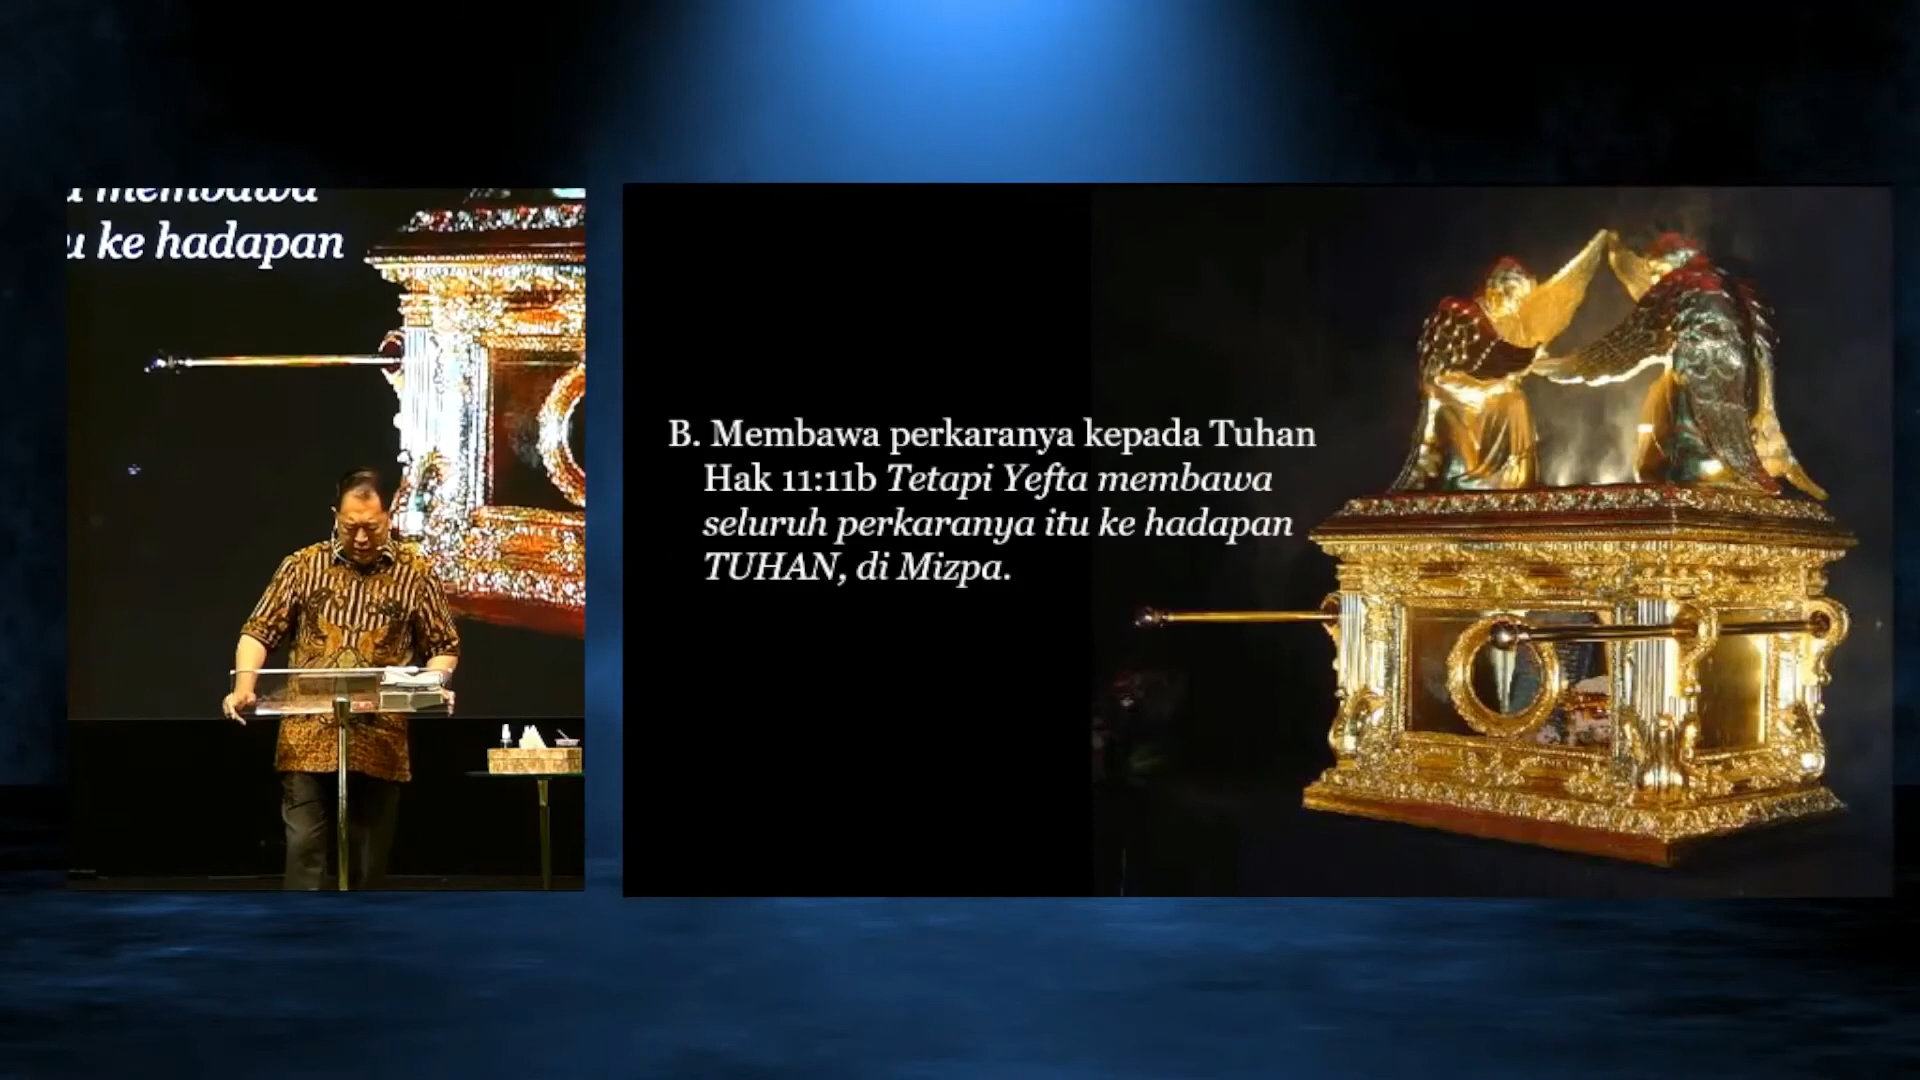 membawa
u ke hadapan
B. Membawa perkaranya kepada Tuhan
Hak 11:11b Tetapi Yefta membawa
seluruh perkaranya itu ke hadapan
TUHAN, di Mizpa.